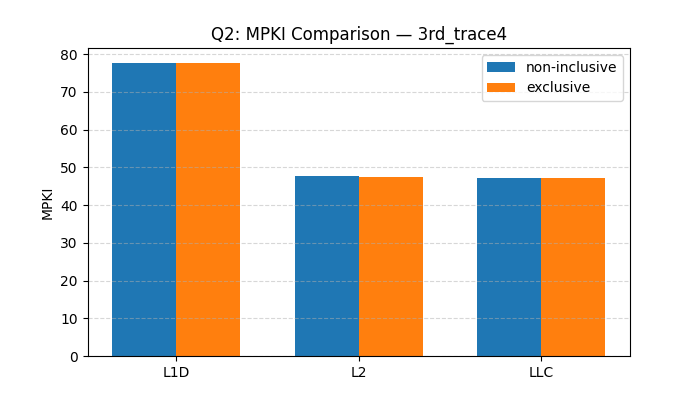 Q2: MPKI Comparison — 3rd_trace4
non-inclusive
exclusive
MPKI
80
70
60
50
40
30
20
10
0
L1D L2 LLC